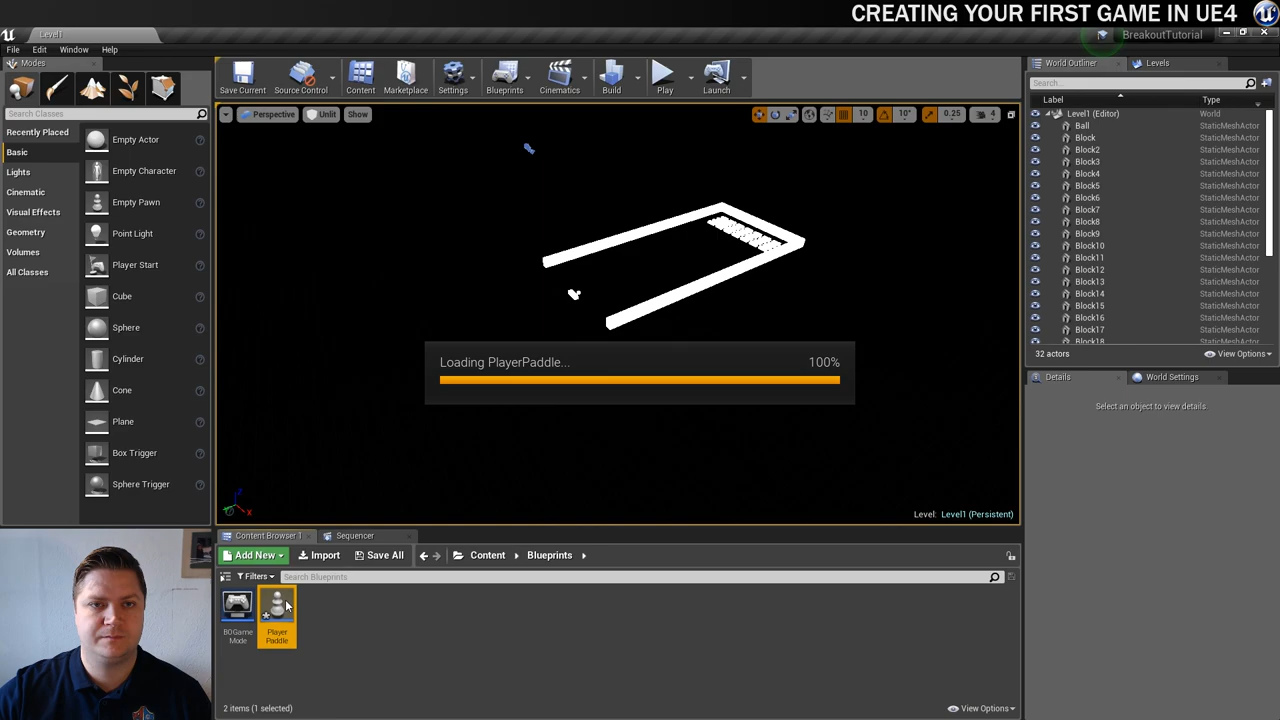 CREATING YOUR FIRST GAME IN UE4
Level1
BreakoutTutorial
File Edit Window Help
Modes
Search Classes
Recently Placed
Basic
Lights
Cinematic
Visual Effects
Geometry
Volumes
All Classes
Empty Actor
Empty Character
Empty Pawn
Point Light
Player Start
Cube
Sphere
Cylinder
Cone
Plane
Box Trigger
Sphere Trigger
Save Current Source Control Content Marketplace Settings Blueprints Cinematics Build Play Launch
Perspective Unlit Show 10 10° 0.25 4
Loading PlayerPaddle... 100%
Z
X
Level: Level1 (Persistent)
World Outliner Levels
Search...
Label Type
Level1 (Editor) World
Ball StaticMeshActor
Block StaticMeshActor
Block2 StaticMeshActor
Block3 StaticMeshActor
Block4 StaticMeshActor
Block5 StaticMeshActor
Block6 StaticMeshActor
Block7 StaticMeshActor
Block8 StaticMeshActor
Block9 StaticMeshActor
Block10 StaticMeshActor
Block11 StaticMeshActor
Block12 StaticMeshActor
Block13 StaticMeshActor
Block14 StaticMeshActor
Block15 StaticMeshActor
Block16 StaticMeshActor
Block17 StaticMeshActor
Block18 StaticMeshActor
32 actors View Options
Details World Settings
Select an object to view details.
Content Browser 1 Sequencer
Add New Import Save All Content Blueprints
Filters Search Blueprints
BOGame
Mode
Player
Paddle
2 items (1 selected) View Options